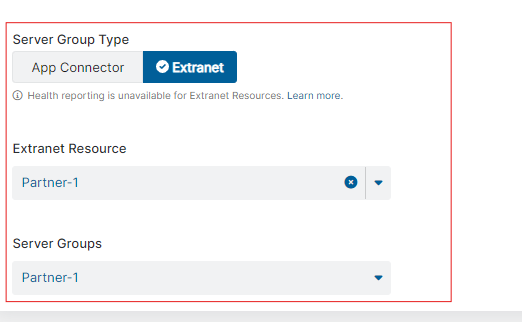 Server Group Type
App Connector Extranet
Health reporting is unavailable for Extranet Resources. Learn more.
Extranet Resource
Partner-1
Server Groups
Partner-1